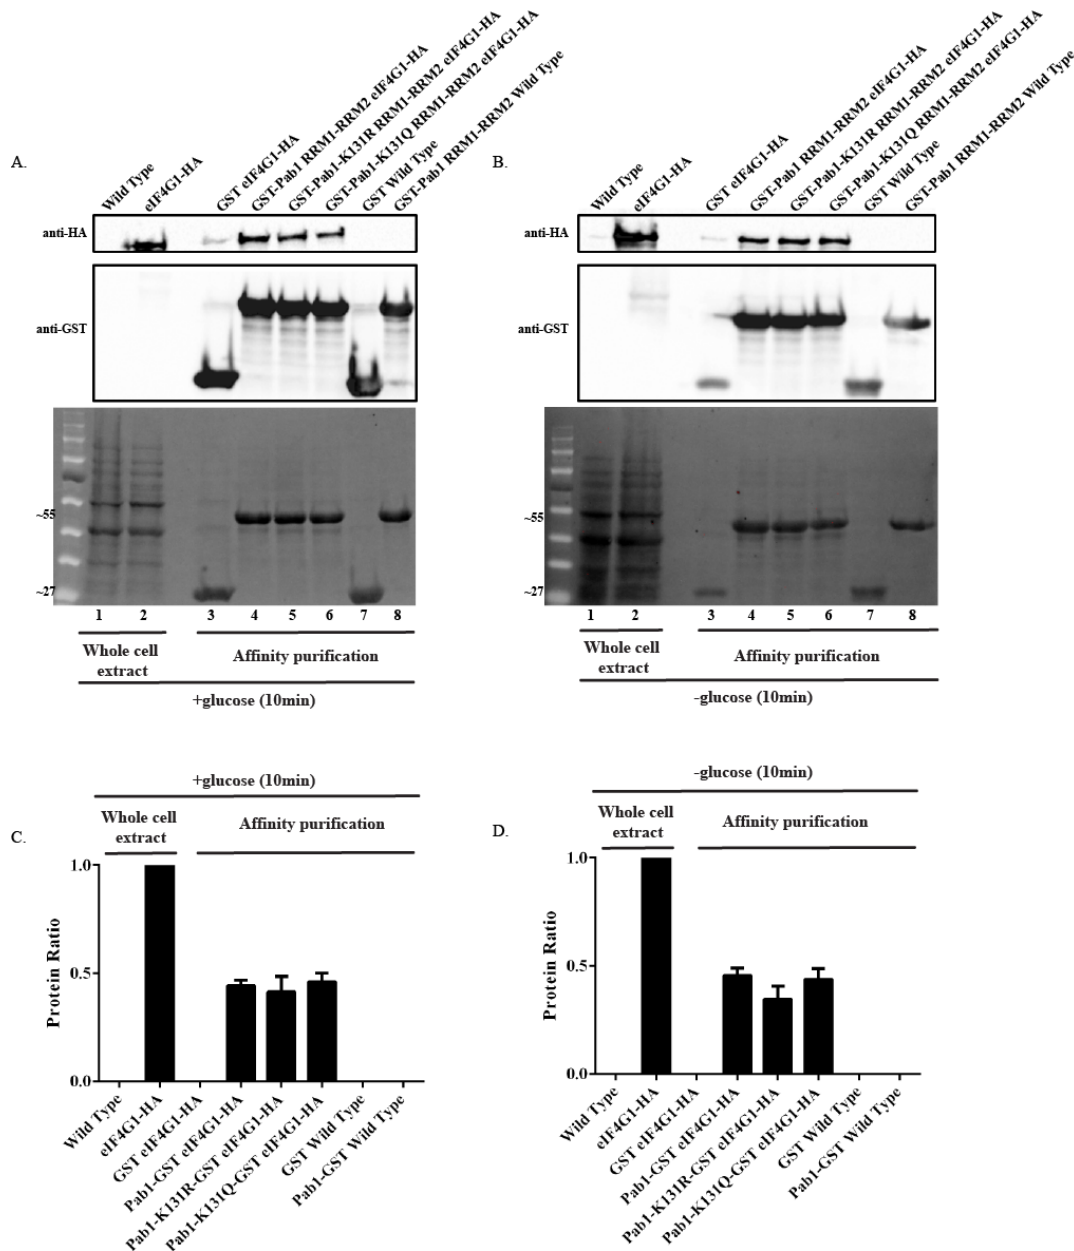 A.
Wild Type
eIF4G1-HA
GST eIF4G1-HA
GST-Pab1 RRM1-RRM2 eIF4G1-HA
GST-Pab1-K131R RRM1-RRM2 eIF4G1-HA
GST-Pab1-K131Q RRM1-RRM2 eIF4G1-HA
GST Wild Type
GST-Pab1 RRM1-RRM2 Wild Type
anti-HA
anti-GST
~55
~27
1 2 3 4 5 6 7 8
Whole cell
extract
Affinity purification
+glucose (10min)
B.
Wild Type
eIF4G1-HA
GST eIF4G1-HA
GST-Pab1 RRM1-RRM2 eIF4G1-HA
GST-Pab1-K131R RRM1-RRM2 eIF4G1-HA
GST-Pab1-K131Q RRM1-RRM2 eIF4G1-HA
GST Wild Type
GST-Pab1 RRM1-RRM2 Wild Type
anti-HA
anti-GST
~55
~27
1 2 3 4 5 6 7 8
Whole cell
extract
Affinity purification
-glucose (10min)
C.
+glucose (10min)
Whole cell
extract
Affinity purification
Protein Ratio
1.0
0.5
0.0
Wild Type
eIF4G1-HA
GST eIF4G1-HA
Pab1-GST eIF4G1-HA
Pab1-K131R-GST eIF4G1-HA
Pab1-K131Q-GST eIF4G1-HA
GST Wild Type
Pab1-GST Wild Type
D.
-glucose (10min)
Whole cell
extract
Affinity purification
Protein Ratio
1.0
0.5
0.0
Wild Type
eIF4G1-HA
GST eIF4G1-HA
Pab1-GST eIF4G1-HA
Pab1-K131R-GST eIF4G1-HA
Pab1-K131Q-GST eIF4G1-HA
GST Wild Type
Pab1-GST Wild Type